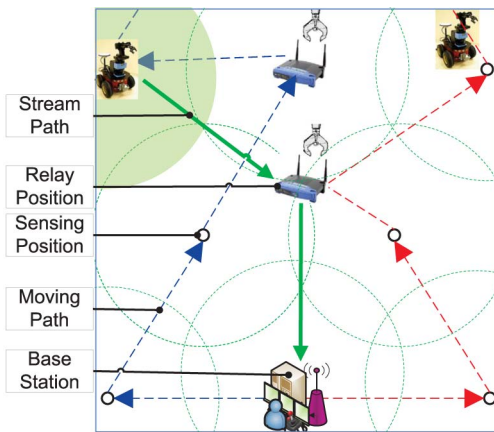 Stream
Path
Relay
Position
Sensing
Position
Moving
Path
Base
Station